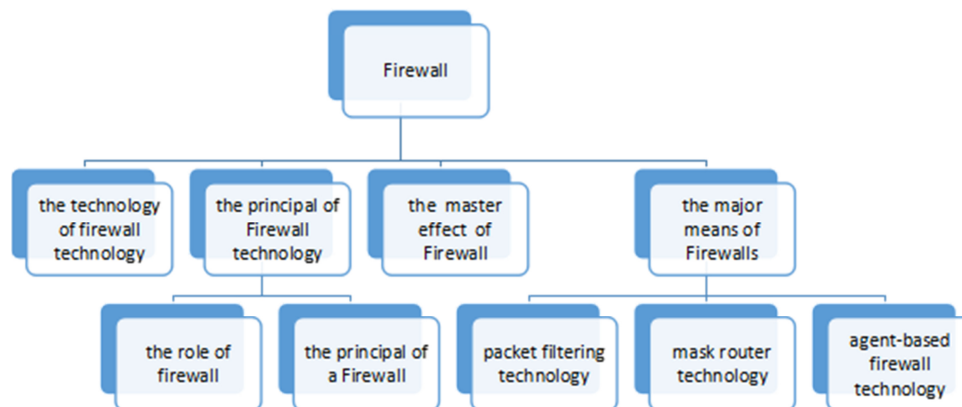 Firewall
the technology
of firewall
technology
the principal of
Firewall
technology
the master
effect of
Firewall
the major
means of
Firewalls
the role of
firewall
the principal of
a Firewall
packet filtering
technology
mask router
technology
agent-based
firewall
technology